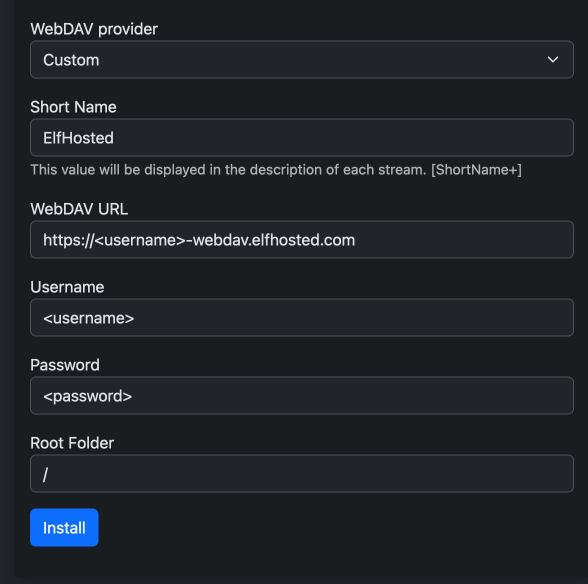 WebDAV provider
Custom
Short Name
ElfHosted
This value will be displayed in the description of each stream. [ShortName+]
WebDAV URL
https://<username>-webdav.elfhosted.com
Username
<username>
Password
<password>
Root Folder
/
Install